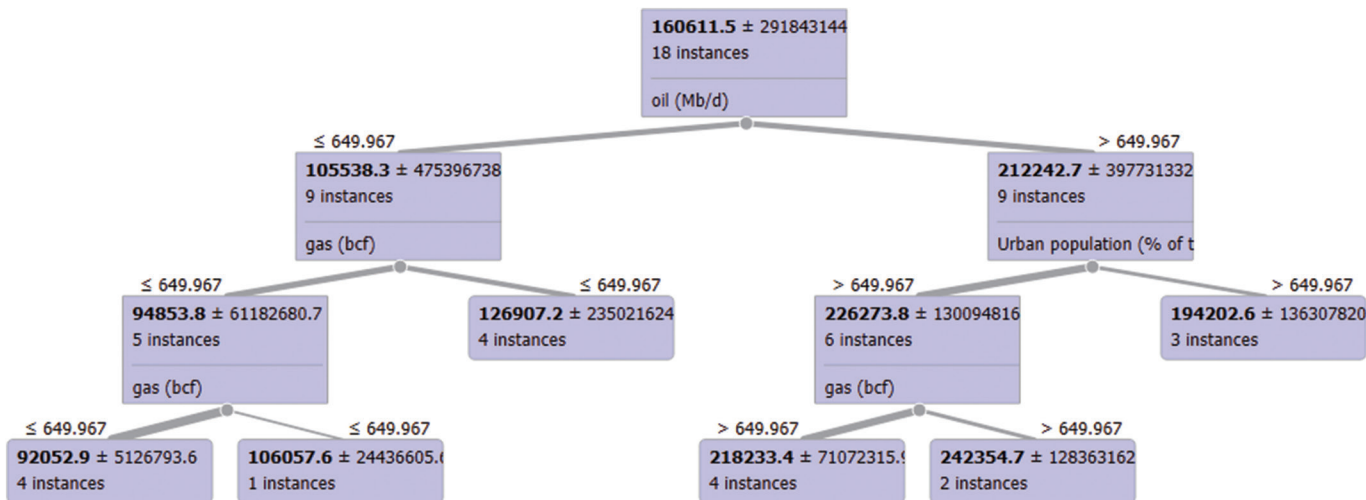 160611.5 ± 291843144
18 instances
oil (Mb/d)
≤ 649.967
> 649.967
105538.3 ± 475396738
9 instances
gas (bcf)
212242.7 ± 397731332
9 instances
Urban population (% of t
≤ 649.967
≤ 649.967
> 649.967
> 649.967
94853.8 ± 61182680.7
5 instances
gas (bcf)
126907.2 ± 235021624
4 instances
226273.8 ± 130094816
6 instances
gas (bcf)
194202.6 ± 136307820
3 instances
≤ 649.967
≤ 649.967
> 649.967
> 649.967
92052.9 ± 5126793.6
4 instances
106057.6 ± 24436605.6
1 instances
218233.4 ± 71072315.9
4 instances
242354.7 ± 128363162
2 instances